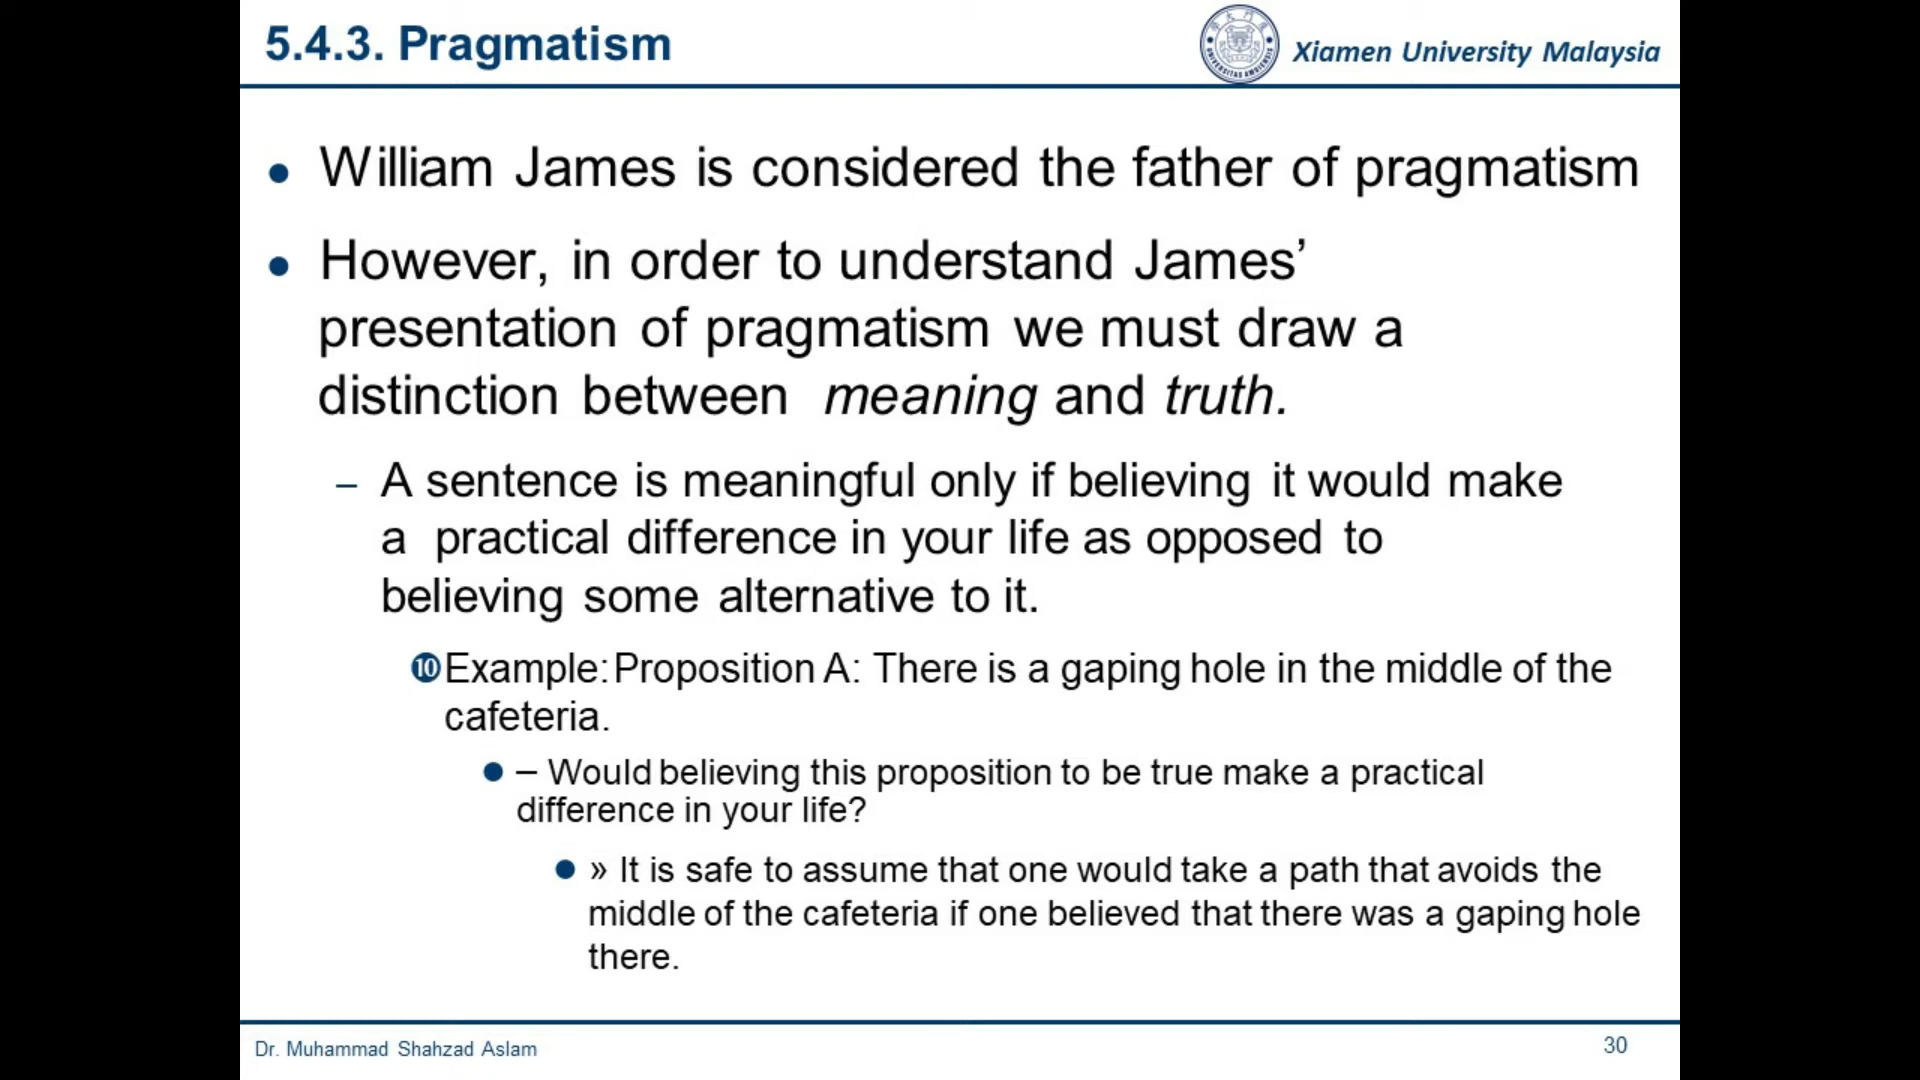 5.4.3. Pragmatism
Xiamen University Malaysia
• William James is considered the father of pragmatism
• However, in order to understand James’
presentation of pragmatism we must draw a
distinction between meaning and truth.
– A sentence is meaningful only if believing it would make
a practical difference in your life as opposed to
believing some alternative to it.
❿Example: Proposition A: There is a gaping hole in the middle of the
cafeteria.
• – Would believing this proposition to be true make a practical
difference in your life?
• » It is safe to assume that one would take a path that avoids the
middle of the cafeteria if one believed that there was a gaping hole
there.
Dr. Muhammad Shahzad Aslam
30